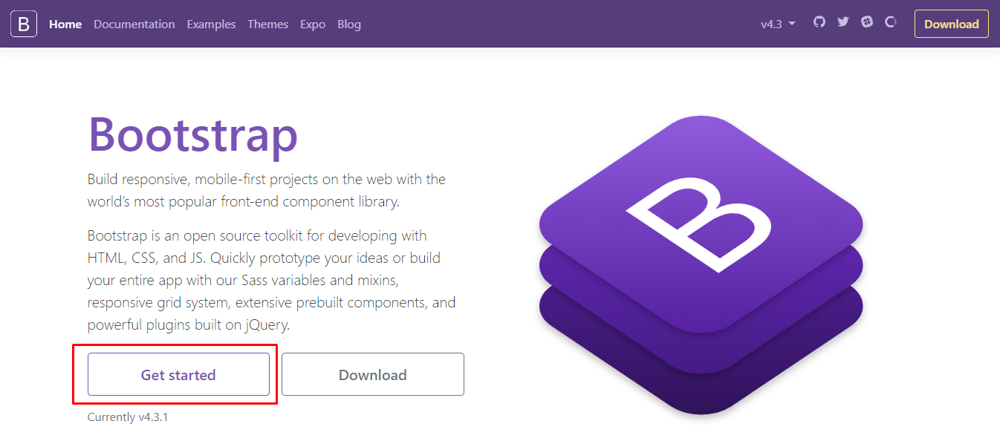 B Home Documentation Examples Themes Expo Blog v4.3 Download
Bootstrap
Build responsive, mobile-first projects on the web with the
world’s most popular front-end component library.
Bootstrap is an open source toolkit for developing with
HTML, CSS, and JS. Quickly prototype your ideas or build
your entire app with our Sass variables and mixins,
responsive grid system, extensive prebuilt components, and
powerful plugins built on jQuery.
Get started Download
Currently v4.3.1
B